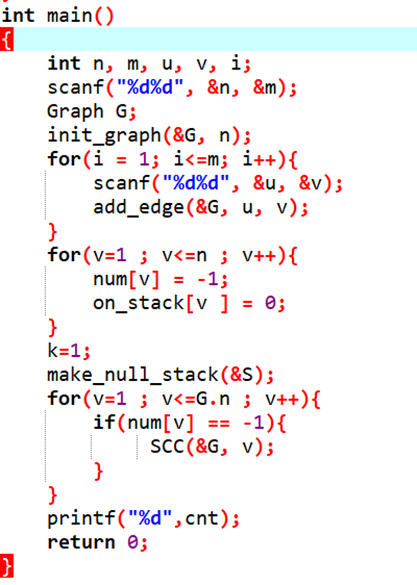 int main()
{
    int n, m, u, v, i;
    scanf("%d%d", &n, &m);
    Graph G;
    init_graph(&G, n);
    for(i = 1; i<=m; i++){
        scanf("%d%d", &u, &v);
        add_edge(&G, u, v);
    }
    for(v=1 ; v<=n ; v++){
        num[v] = -1;
        on_stack[v ] = 0;
    }
    k=1;
    make_null_stack(&S);
    for(v=1 ; v<=G.n ; v++){
        if(num[v] == -1){
             SCC(&G, v);
        }
    }
    printf("%d",cnt);
    return 0;
}